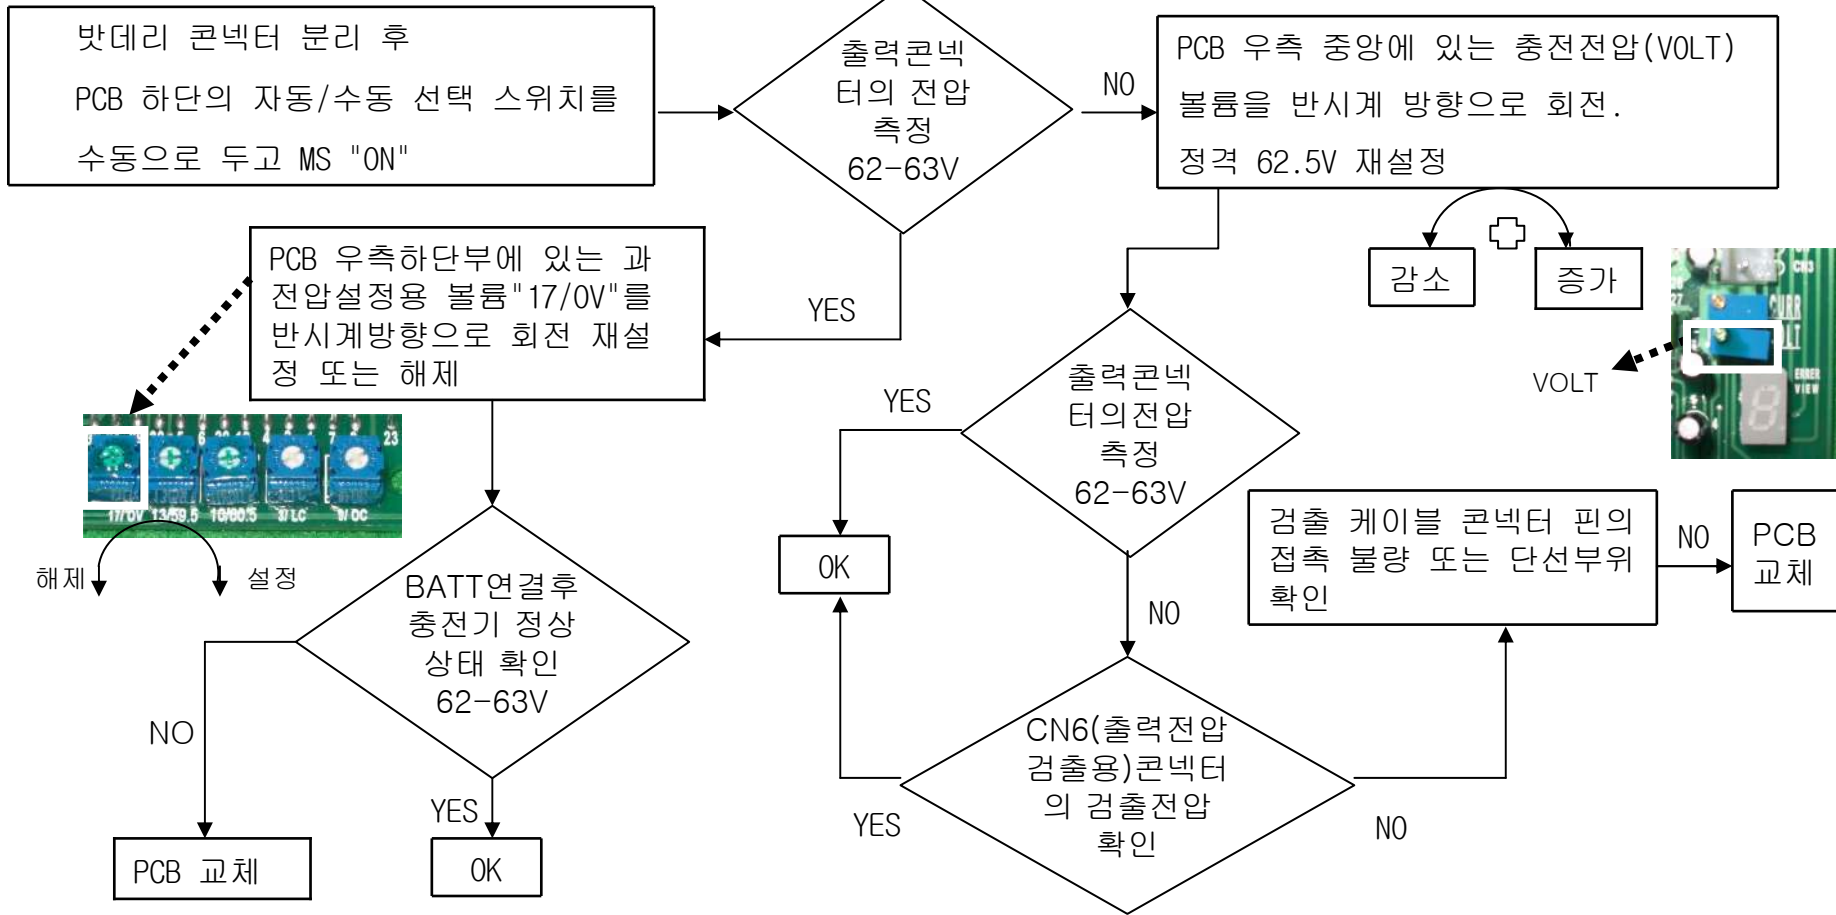 밧데리 콘넥터 분리 후
PCB 하단의 자동/수동 선택 스위치를
수동으로 두고 MS "ON"
출력콘넥
터의 전압
측정
62-63V
NO
PCB 우측 중앙에 있는 충전전압(VOLT)
볼륨을 반시계 방향으로 회전.
정격 62.5V 재설정
감소
증가
YES
PCB 우측하단부에 있는 과
전압설정용 볼륨"17/0V"를
반시계방향으로 회전 재설
정 또는 해제
CURR
VOLT
ERRER
VIEW
23
17/OV 13/59.5 16/60.5 3/ LC 9/ OC
해제
설정
출력콘넥
터의전압
측정
62-63V
YES
OK
NO
BATT연결후
충전기 정상
상태 확인
62-63V
NO
PCB 교체
YES
OK
CN6(출력전압
검출용)콘넥터
의 검출전압
확인
YES
NO
검출 케이블 콘넥터 핀의
접촉 불량 또는 단선부위
확인
NO
PCB
교체